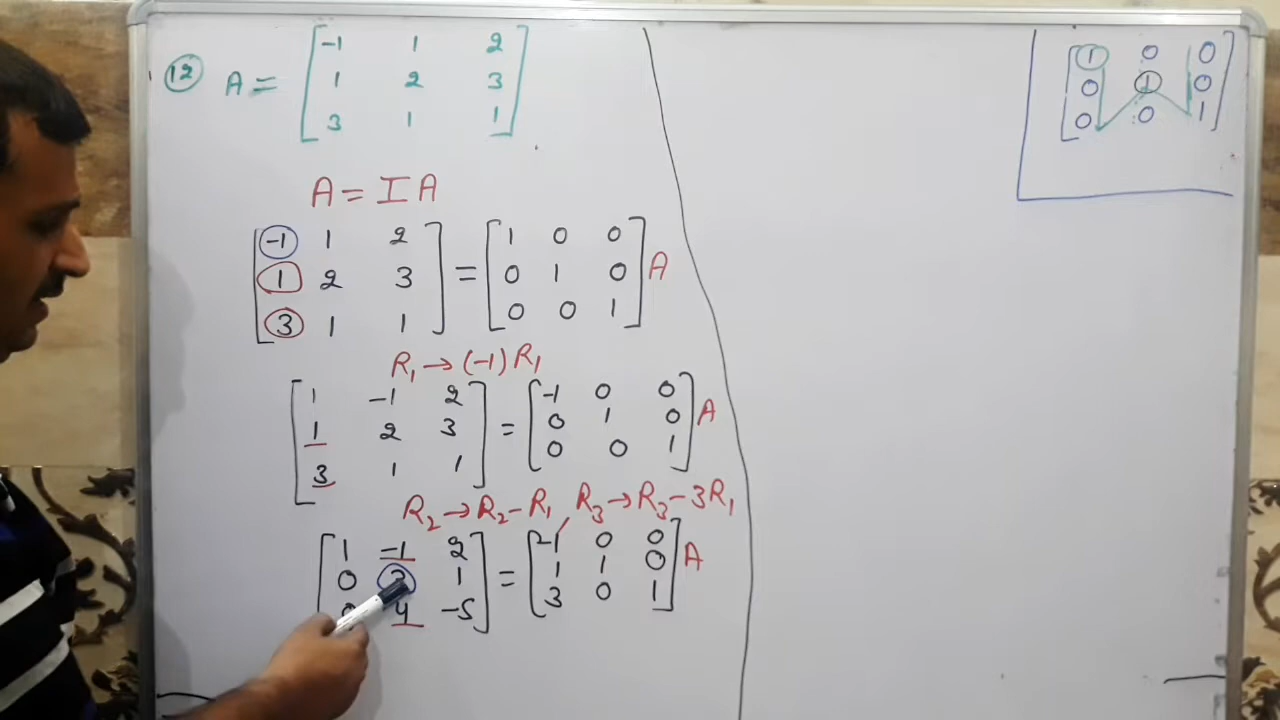 12 A = [ -1 1 2
1 2 3
3 1 1 ]
A = I A
[ -1 1 2 ] = [ 1 0 0 ] A
1 2 3 0 1 0
3 1 1 0 0 1
R₁ → (-1) R₁
[ 1 -1 2 ] = [ -1 0 0 ] A
1 2 3 0 1 0
3 1 1 0 0 1
R₂ → R₂ - R₁ R₃ → R₃ - 3R₁
[ 1 -1 2 ] = [ -1 0 0 ] A
0 1 1 1 0
4 -5 3 0 1
[ 1 0 0
0 1 0
0 0 1 ]